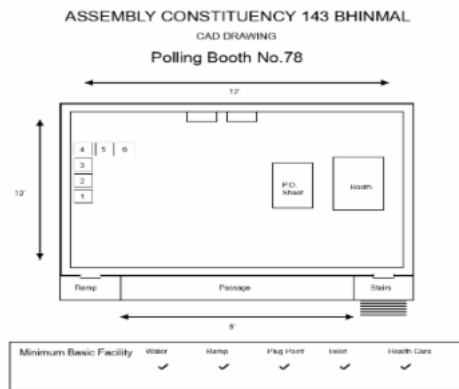 ASSEMBLY CONSTITUENCY 143 BHINMAL
CAD DRAWING
Polling Booth No.78
12'
4 5 6
3
2
1
10'
P.O.
Sheet
Booth
Ramp Passage Stairs
6'
Minimum Basic Facility Water Ramp Plug Point Toilet Health Care